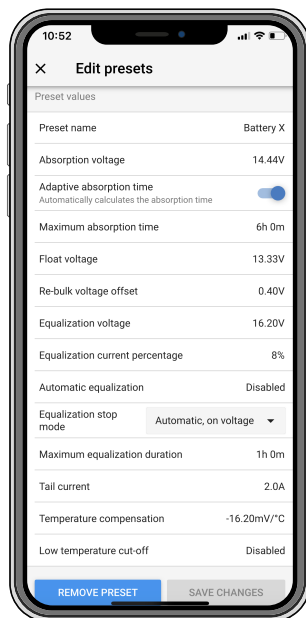 10:52
Edit presets
Preset values
Preset name Battery X
Absorption voltage 14.44V
Adaptive absorption time
Automatically calculates the absorption time
Maximum absorption time 6h 0m
Float voltage 13.33V
Re-bulk voltage offset 0.40V
Equalization voltage 16.20V
Equalization current percentage 8%
Automatic equalization Disabled
Equalization stop
mode Automatic, on voltage
Maximum equalization duration 1h 0m
Tail current 2.0A
Temperature compensation -16.20mV/°C
Low temperature cut-off Disabled
REMOVE PRESET SAVE CHANGES